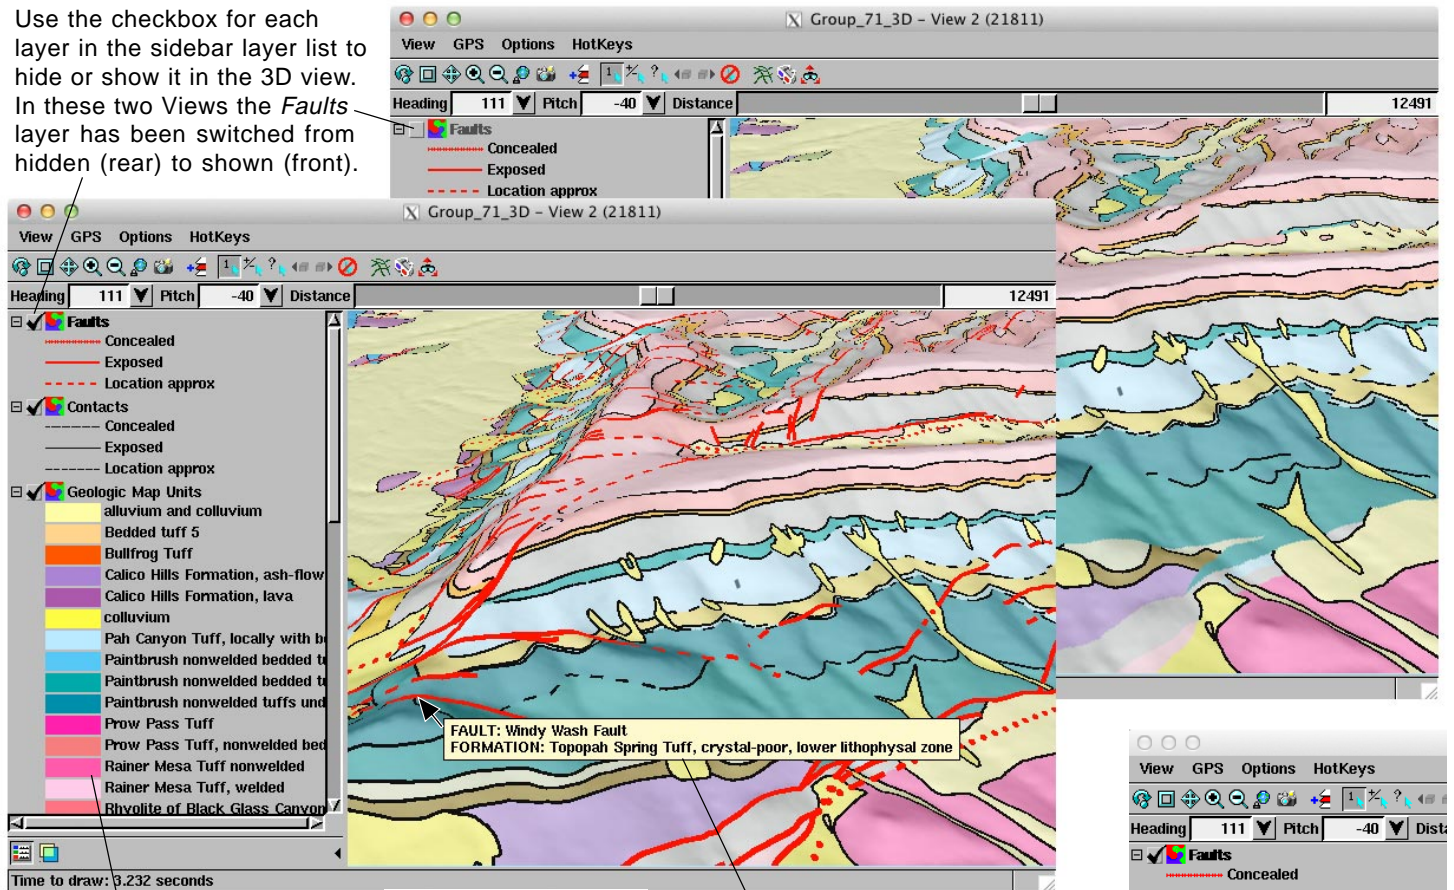 Use the checkbox for each
layer in the sidebar layer list to
hide or show it in the 3D view.
In these two Views the Faults
layer has been switched from
hidden (rear) to shown (front).
Group_71_3D - View 2 (21811)
View GPS Options HotKeys
Heading 111 Pitch -40 Distance 12491
Faults
Concealed
Exposed
Location approx
Group_71_3D - View 2 (21811)
View GPS Options HotKeys
Heading 111 Pitch -40 Distance 12491
Faults
Concealed
Exposed
Location approx
Contacts
Concealed
Exposed
Location approx
Geologic Map Units
alluvium and colluvium
Bedded tuff 5
Bullfrog Tuff
Calico Hills Formation, ash-flow
Calico Hills Formation, lava
colluvium
Pah Canyon Tuff, locally with b
Paintbrush nonwelded bedded t
Paintbrush nonwelded bedded t
Paintbrush nonwelded tuffs und
Prow Pass Tuff
Prow Pass Tuff, nonwelded bed
Rainer Mesa Tuff nonwelded
Rainer Mesa Tuff, welded
Rhyolite of Black Glass Canyon
FAULT: Windy Wash Fault
FORMATION: Topopah Spring Tuff, crystal-poor, lower lithophysal zone
Time to draw: 3.232 seconds
View GPS Options HotKeys
Heading 111 Pitch -40 Dista
Faults
Concealed